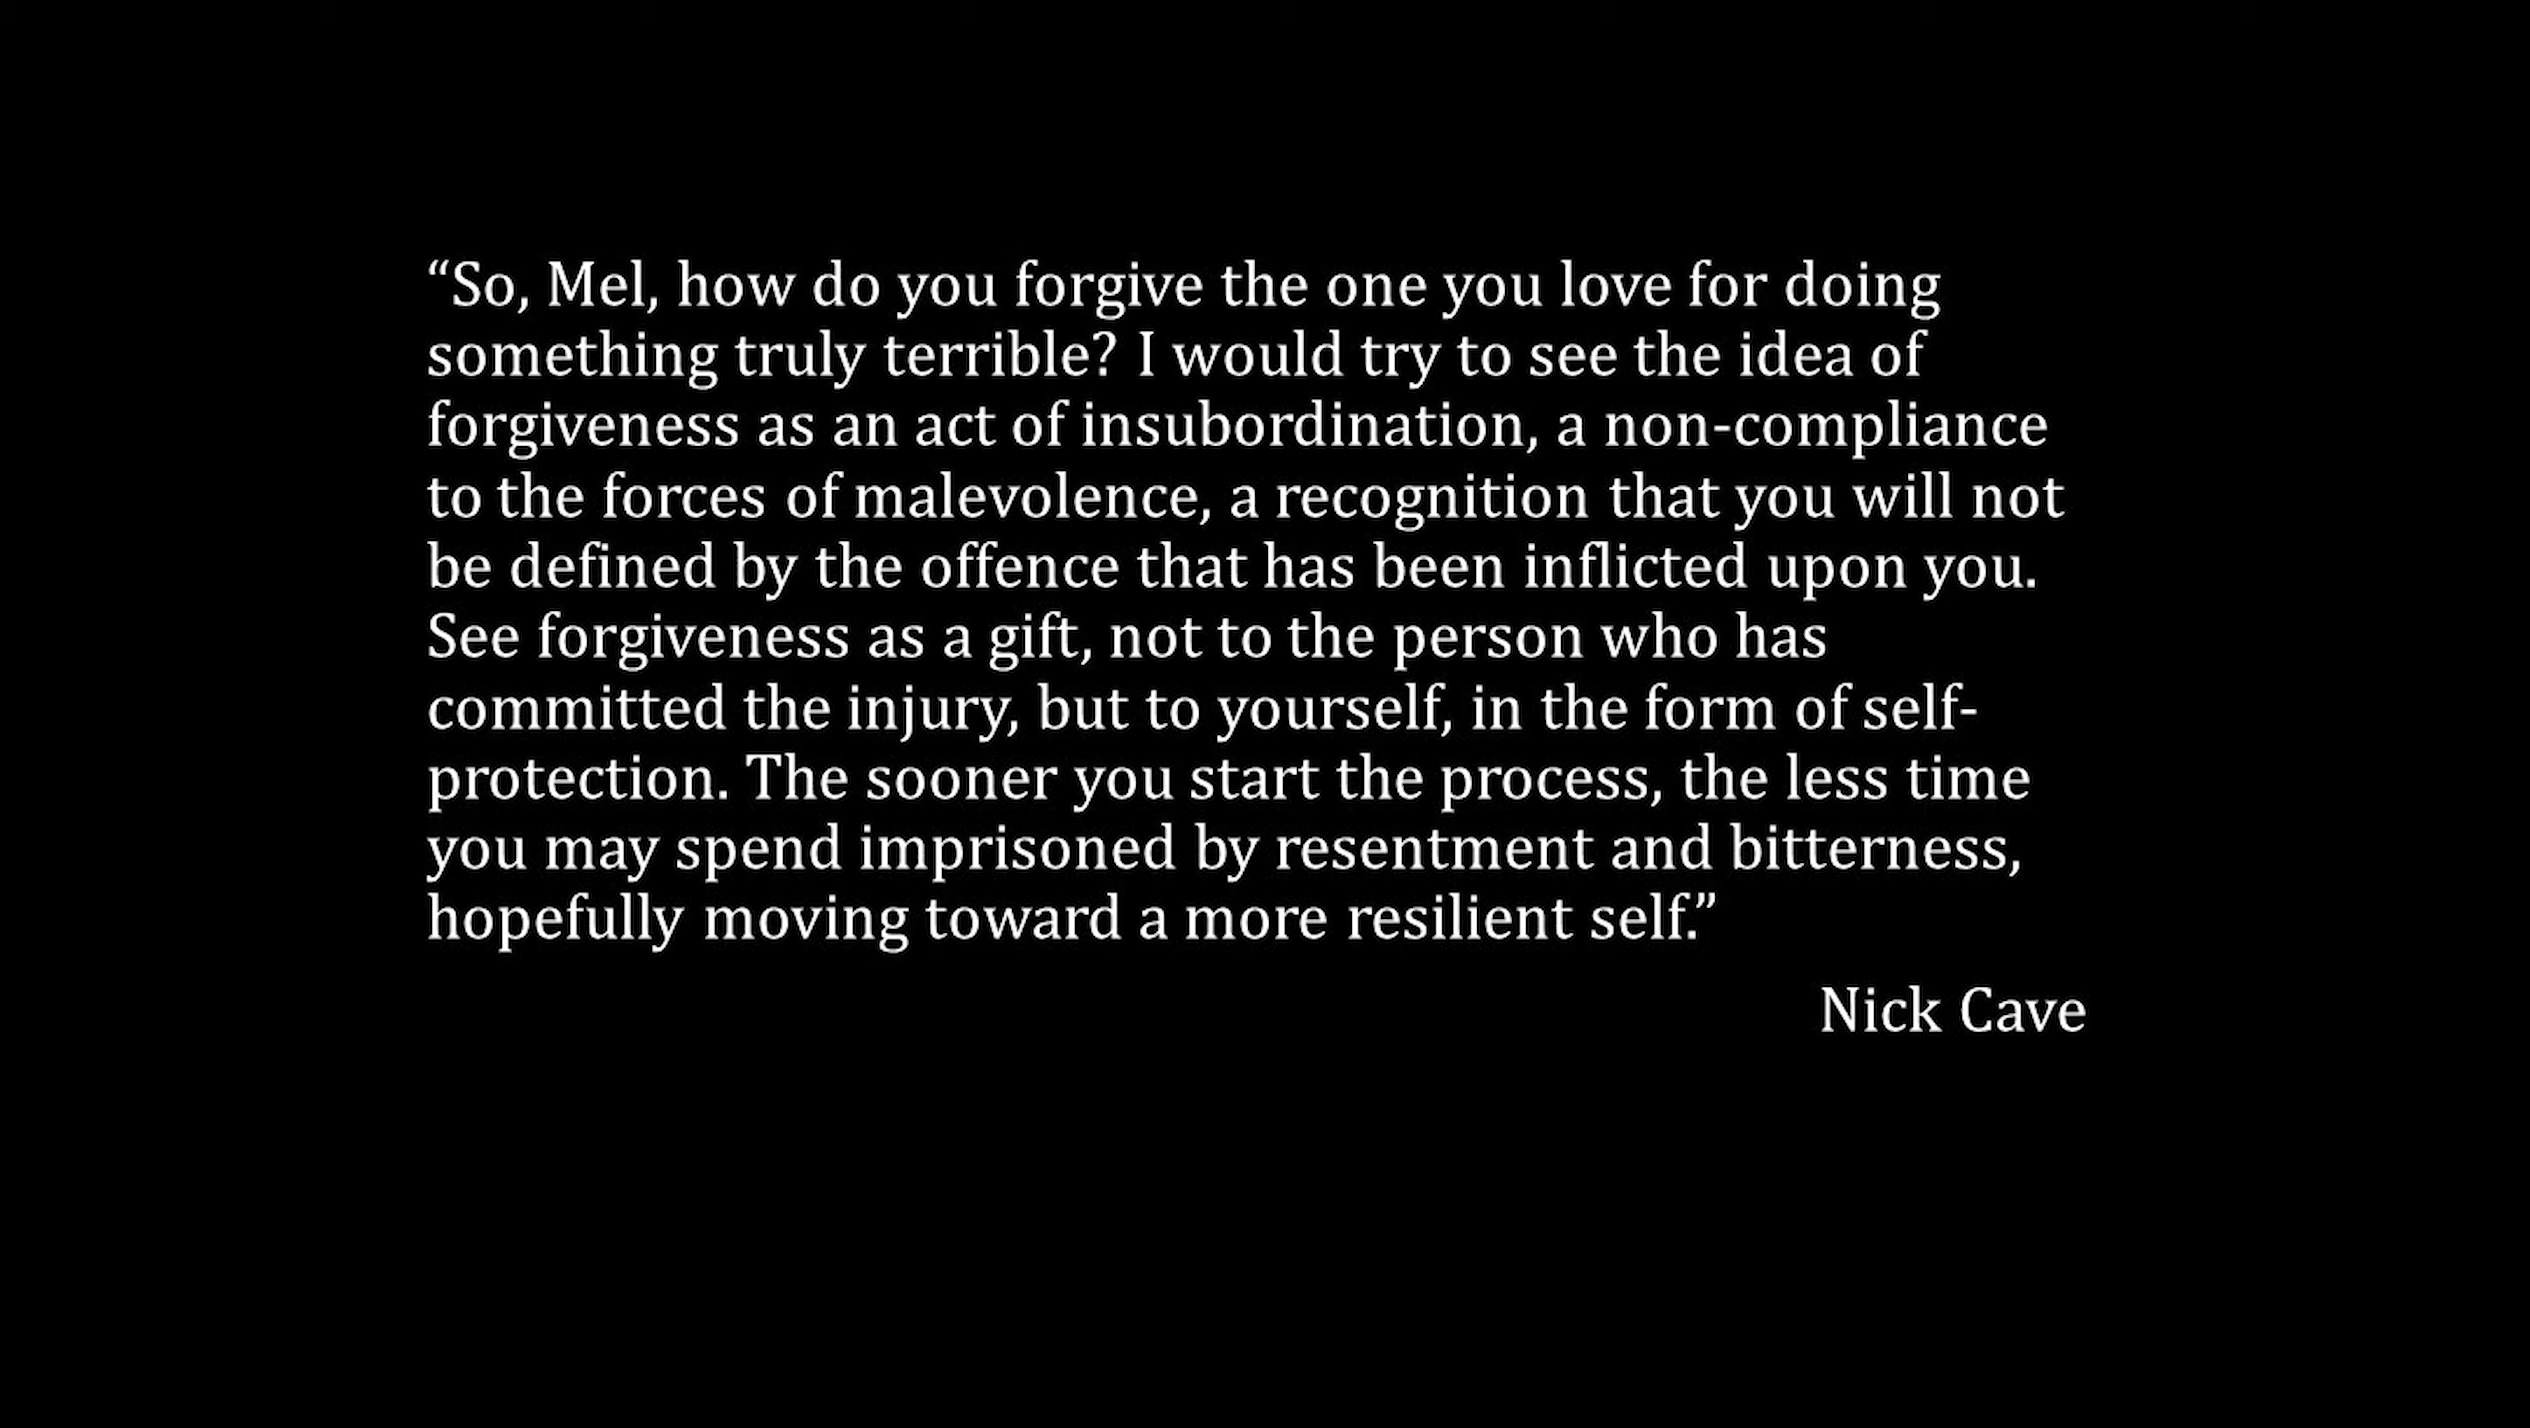 “So, Mel, how do you forgive the one you love for doing
something truly terrible? I would try to see the idea of
forgiveness as an act of insubordination, a non-compliance
to the forces of malevolence, a recognition that you will not
be defined by the offence that has been inflicted upon you.
See forgiveness as a gift, not to the person who has
committed the injury, but to yourself, in the form of self-
protection. The sooner you start the process, the less time
you may spend imprisoned by resentment and bitterness,
hopefully moving toward a more resilient self.”
Nick Cave